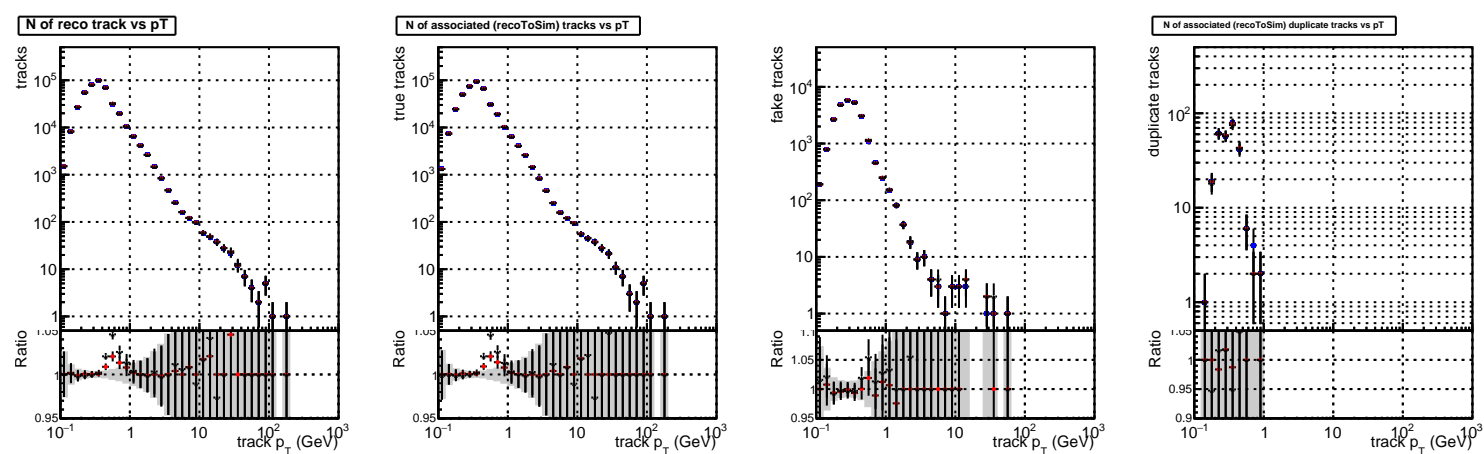 N of reco track vs pT
N of associated (recoToSim) tracks vs pT
N of associated (recoToSim) duplicate tracks vs pT
tracks
10^5
10^4
10^3
10^2
10
1
Ratio
1.05
1
0.95
10^-1 1 10 10^2 10^3
track p_T (GeV)
true tracks
10^5
10^4
10^3
10^2
10
1
Ratio
1.05
1
0.95
10^-1 1 10 10^2 10^3
track p_T (GeV)
fake tracks
10^4
10^3
10^2
10
1
Ratio
1.1
1.05
1
0.95
10^-1 1 10 10^2 10^3
track p_T (GeV)
duplicate tracks
10^2
10
1
Ratio
1.05
1
0.95
0.9
10^-1 1 10 10^2 10^3
track p_T (GeV)